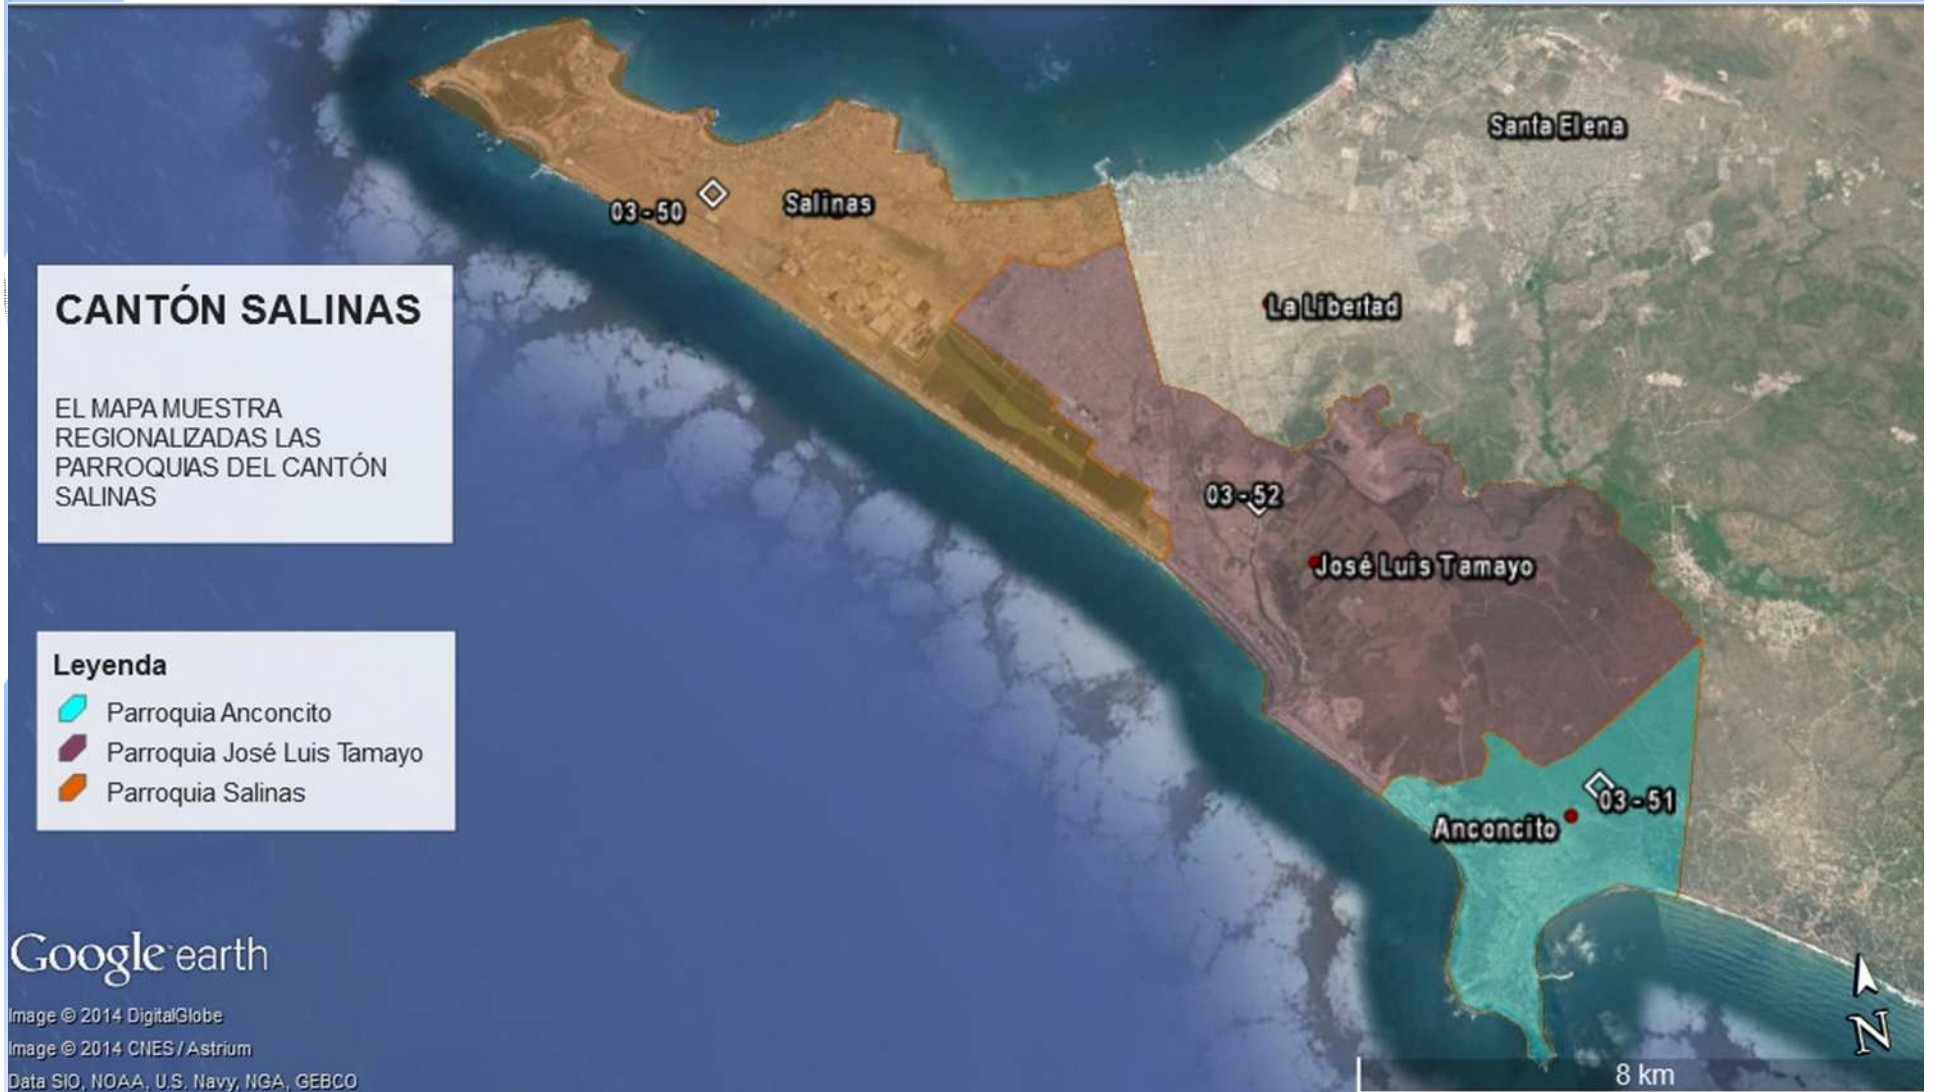 Santa Elena
03-50
Salinas
CANTÓN SALINAS
La Libertad
EL MAPA MUESTRA
REGIONALIZADAS LAS
PARROQUIAS DEL CANTÓN
SALINAS
03-52
José Luis Tamayo
Leyenda
Parroquia Anconcito
Parroquia José Luis Tamayo
Parroquia Salinas
03-51
Anconcito
Google earth
Image © 2014 DigitalGlobe
Image © 2014 CNES / Astrium
Data SIO, NOAA, U.S. Navy, NGA, GEBCO
N
8 km